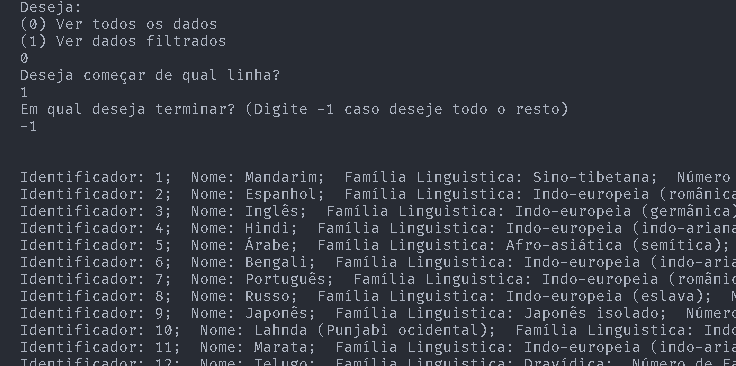 Deseja:
(0) Ver todos os dados
(1) Ver dados filtrados
0
Deseja começar de qual linha?
1
Em qual deseja terminar? (Digite -1 caso deseje todo o resto)
-1
Identificador: 1;  Nome: Mandarim;  Família Linguistica: Sino-tibetana;  Número
Identificador: 2;  Nome: Espanhol;  Família Linguistica: Indo-europeia (românica
Identificador: 3;  Nome: Inglês;  Família Linguistica: Indo-europeia (germânica)
Identificador: 4;  Nome: Hindi;  Família Linguistica: Indo-europeia (indo-ariana
Identificador: 5;  Nome: Árabe;  Família Linguistica: Afro-asiática (semítica);
Identificador: 6;  Nome: Bengali;  Família Linguistica: Indo-europeia (indo-aria
Identificador: 7;  Nome: Português;  Família Linguistica: Indo-europeia (românic
Identificador: 8;  Nome: Russo;  Família Linguistica: Indo-europeia (eslava);  N
Identificador: 9;  Nome: Japonês;  Família Linguistica: Japonês isolado;  Número
Identificador: 10;  Nome: Lahnda (Punjabi ocidental);  Família Linguistica: Indo
Identificador: 11;  Nome: Marata;  Família Linguistica: Indo-europeia (indo-aria
Identificador: 12;  Nome: Telugo;  Família Linguistica: Dravídica;  Número de Fa